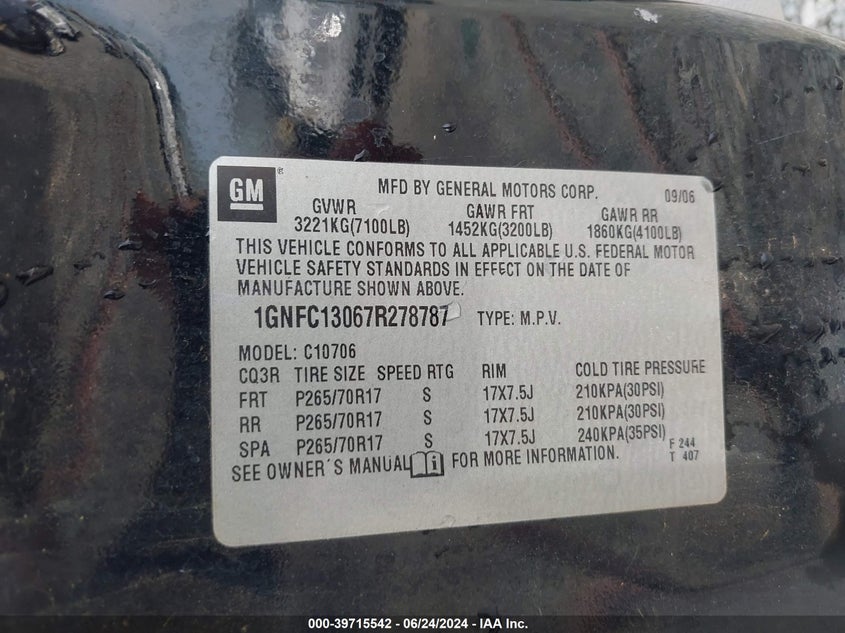 GM
®
MFD BY GENERAL MOTORS CORP. 09/06
GVWR GAWR FRT GAWR RR
3221KG(7100LB) 1452KG(3200LB) 1860KG(4100LB)
THIS VEHICLE CONFORMS TO ALL APPLICABLE U.S. FEDERAL MOTOR
VEHICLE SAFETY STANDARDS IN EFFECT ON THE DATE OF
MANUFACTURE SHOWN ABOVE.
1GNFC13067R278787 TYPE: M.P.V.
MODEL: C10706
CQ3R TIRE SIZE SPEED RTG RIM COLD TIRE PRESSURE
FRT P265/70R17 S 17X7.5J 210KPA(30PSI)
RR P265/70R17 S 17X7.5J 210KPA(30PSI)
SPA P265/70R17 S 17X7.5J 240KPA(35PSI)
SEE OWNER'S MANUAL FOR MORE INFORMATION.
F 244
T 407
000-39715542 - 06/24/2024 - IAA Inc.